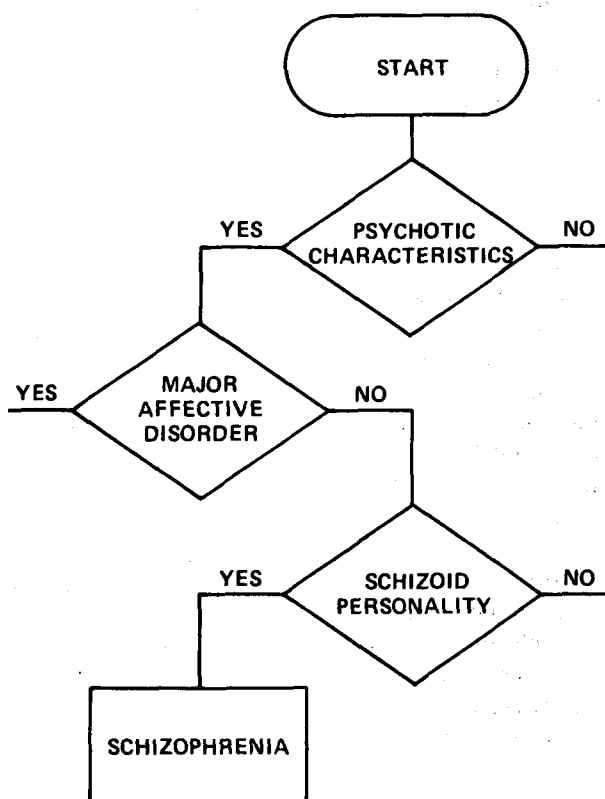 START
YES
PSYCHOTIC
CHARACTERISTICS
NO
YES
MAJOR
AFFECTIVE
DISORDER
NO
YES
SCHIZOID
PERSONALITY
NO
SCHIZOPHRENIA